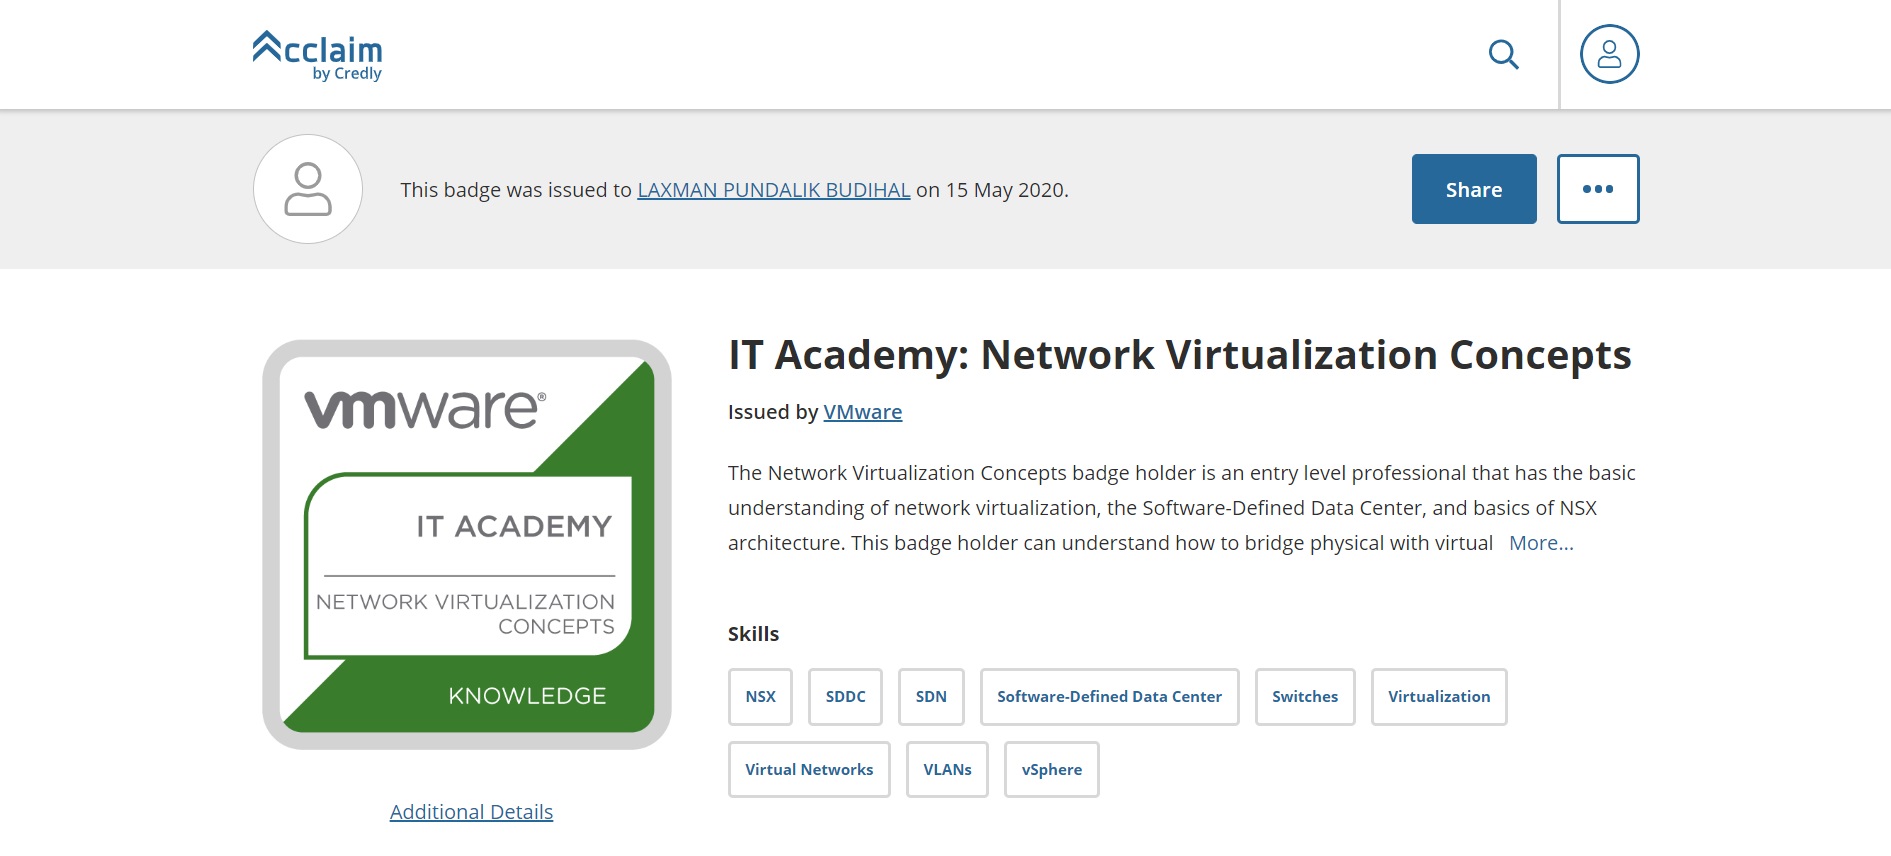 Acclaim
by Credly
This badge was issued to LAXMAN PUNDALIK BUDIHAL on 15 May 2020.
Share
vmware®
IT ACADEMY
NETWORK VIRTUALIZATION
CONCEPTS
KNOWLEDGE
Additional Details
IT Academy: Network Virtualization Concepts
Issued by VMware
The Network Virtualization Concepts badge holder is an entry level professional that has the basic
understanding of network virtualization, the Software-Defined Data Center, and basics of NSX
architecture. This badge holder can understand how to bridge physical with virtual More...
Skills
NSX SDDC SDN Software-Defined Data Center Switches Virtualization
Virtual Networks VLANs vSphere